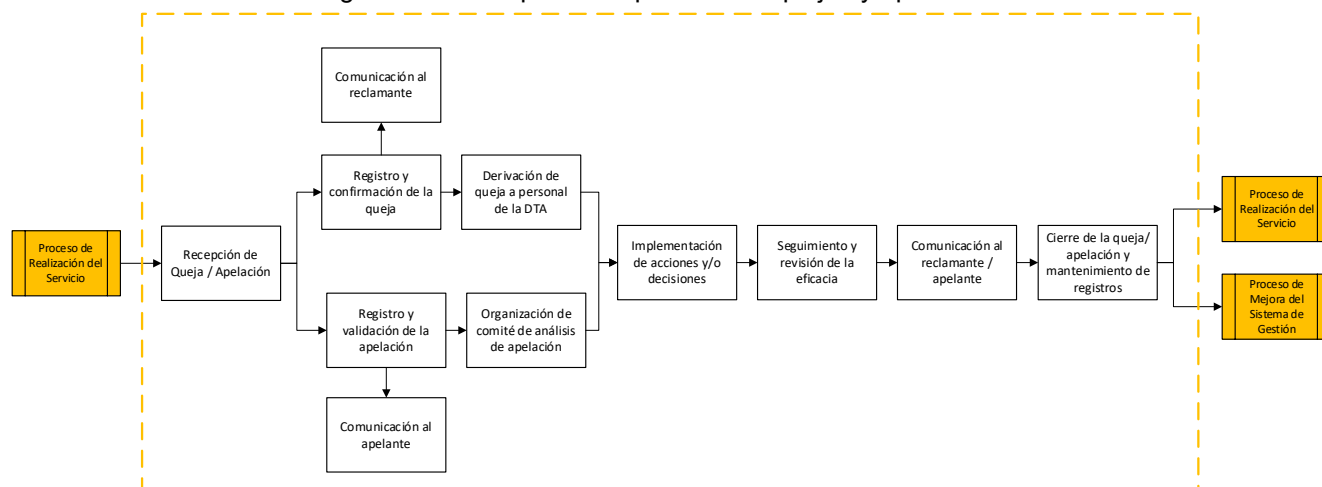 Comunicación al
reclamante
Registro y
confirmación de la
queja
Derivación de
queja a personal
de la DTA
Proceso de
Realización del
Servicio
Recepción de
Queja / Apelación
Implementación
de acciones y/o
decisiones
Seguimiento y
revisión de la
eficacia
Comunicación al
reclamante /
apelante
Cierre de la queja/
apelación y
mantenimiento de
registros
Proceso de
Realización del
Servicio
Proceso de
Mejora del
Sistema de
Gestión
Registro y
validación de la
apelación
Organización de
comité de análisis
de apelación
Comunicación al
apelante